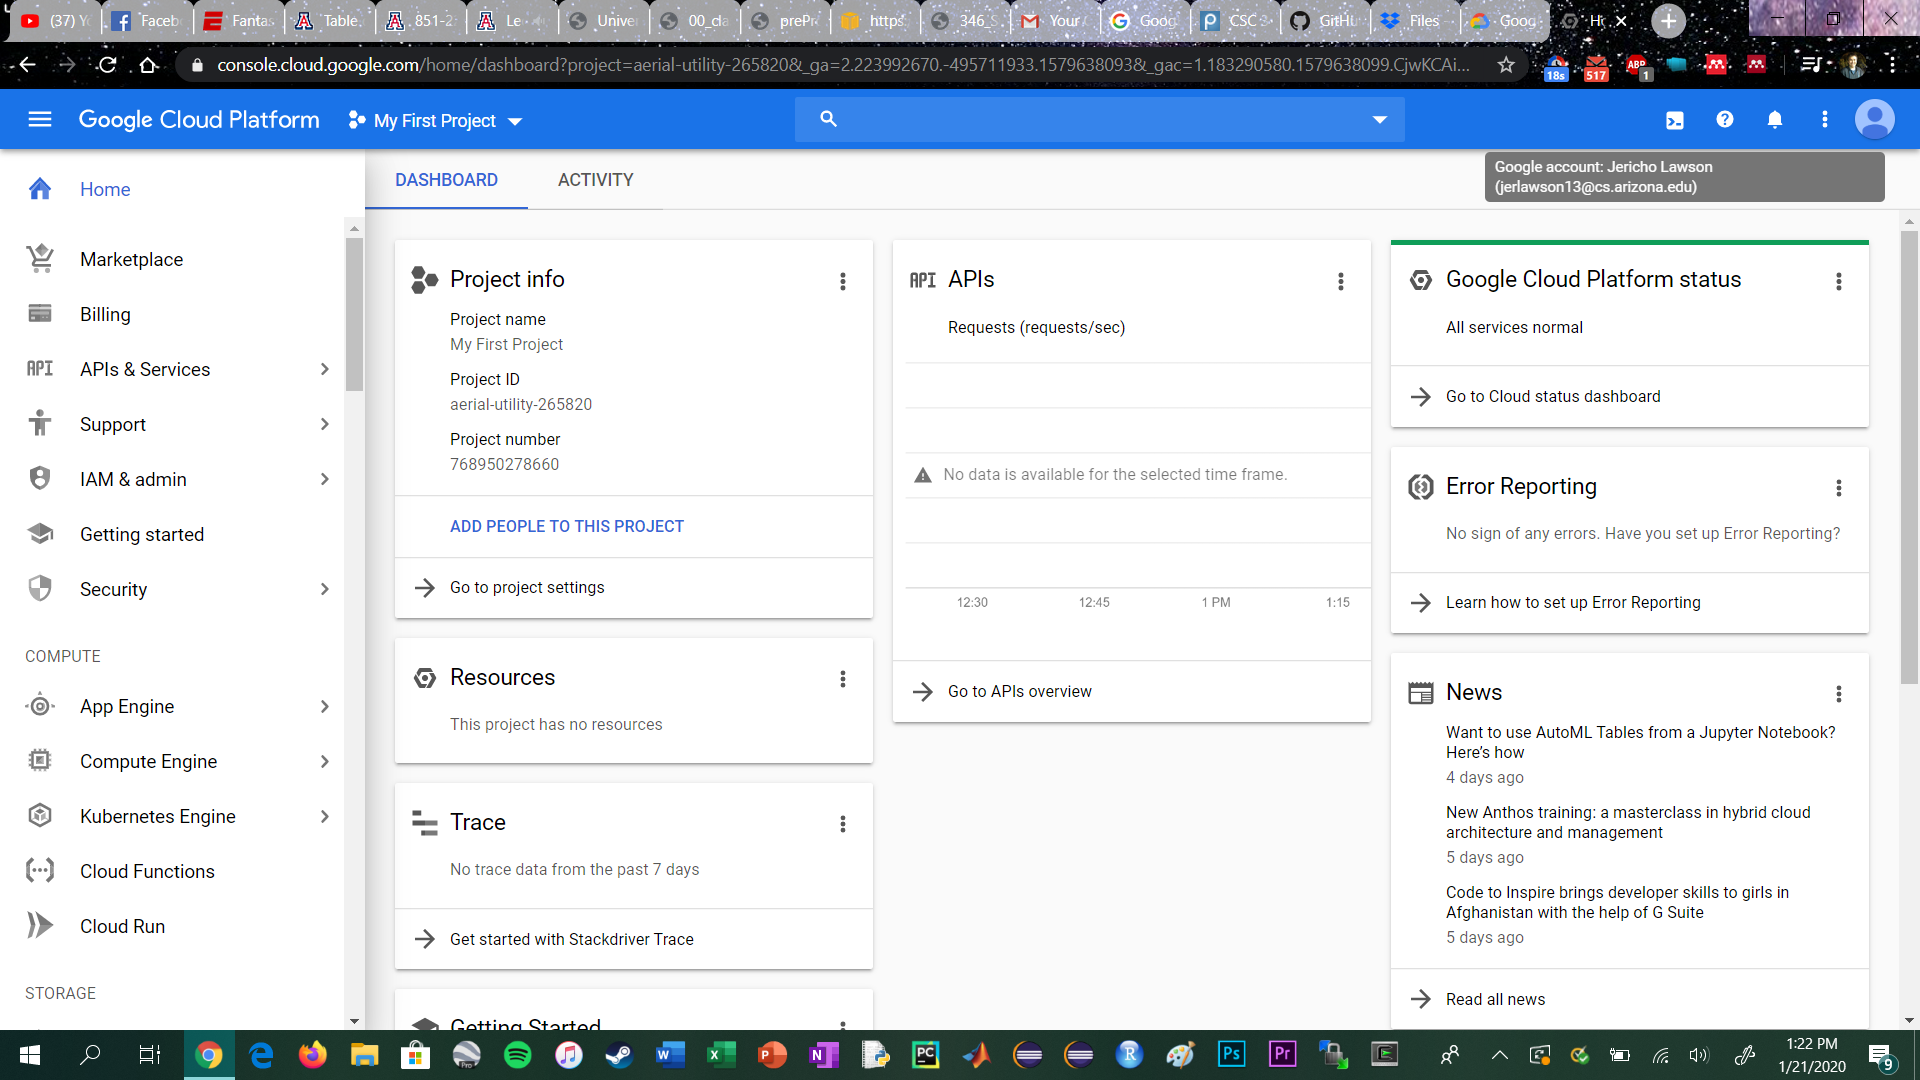 (37) Y
Faceb
Fantas
Table
851-2
Le
Unive
00_cla
prePr
https
346_S
Your
Goog
CSC
GitHu
Files
Goog
console.cloud.google.com/home/dashboard?project=aerial-utility-265820&_ga=2.223992670.-495711933.1579638093&_gac=1.183290580.1579638099.CjwKCAi...
18s
517
ABP
1
Google Cloud Platform
My First Project
Google account: Jericho Lawson
(jerlawson13@cs.arizona.edu)
Home
Marketplace
Billing
API
APIs & Services
Support
IAM & admin
Getting started
Security
COMPUTE
App Engine
Compute Engine
Kubernetes Engine
Cloud Functions
Cloud Run
STORAGE
DASHBOARD
ACTIVITY
Project info
Project name
My First Project
Project ID
aerial-utility-265820
Project number
768950278660
ADD PEOPLE TO THIS PROJECT
Go to project settings
Resources
This project has no resources
Trace
No trace data from the past 7 days
Get started with Stackdriver Trace
Getting Started
API APIs
Requests (requests/sec)
No data is available for the selected time frame.
12:30 12:45 1 PM 1:15
Go to APIs overview
Google Cloud Platform status
All services normal
Go to Cloud status dashboard
Error Reporting
No sign of any errors. Have you set up Error Reporting?
Learn how to set up Error Reporting
News
Want to use AutoML Tables from a Jupyter Notebook?
Here's how
4 days ago
New Anthos training: a masterclass in hybrid cloud
architecture and management
5 days ago
Code to Inspire brings developer skills to girls in
Afghanistan with the help of G Suite
5 days ago
Read all news
1:22 PM
1/21/2020
9